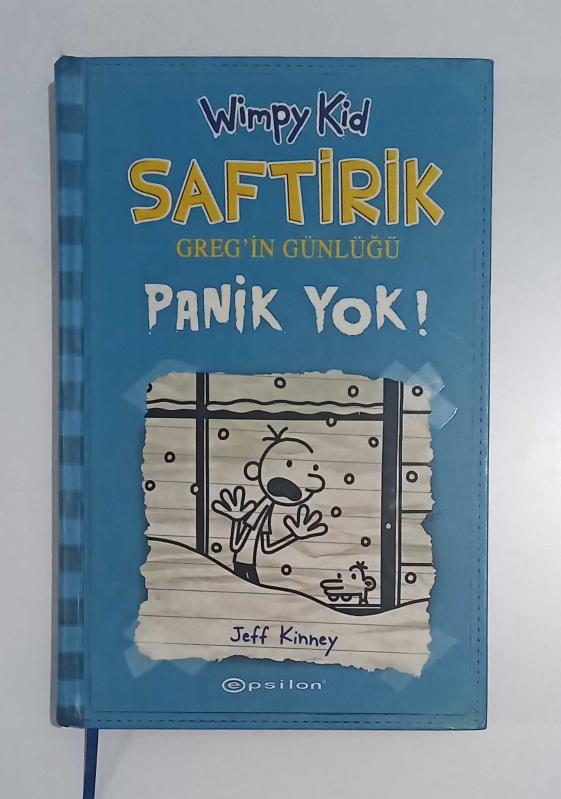 Wimpy Kid
SAFTİRİK
GREG'İN GÜNLÜĞÜ
PANİK YOK!
Jeff Kinney
epsilon